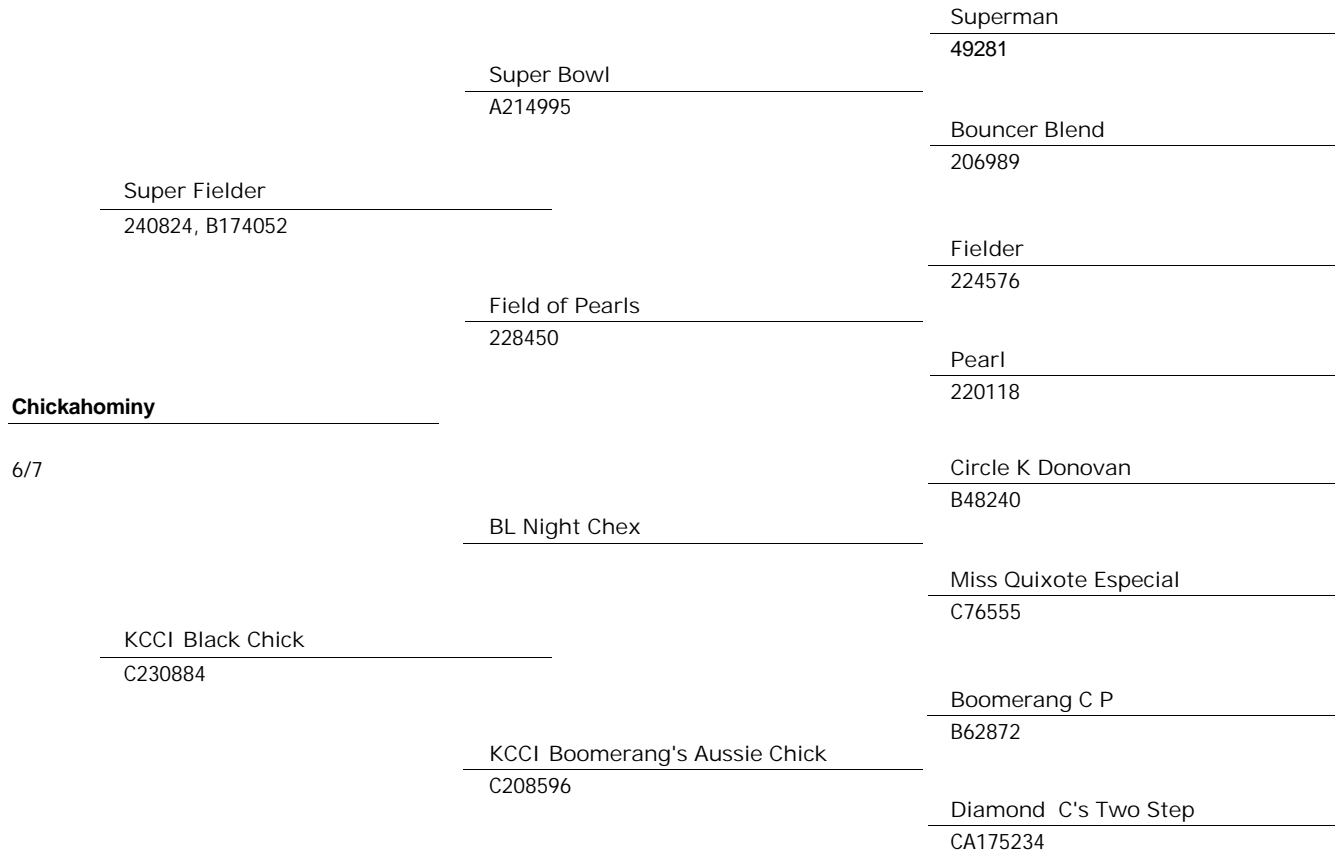 Superman
49281
Super Bowl
A214995
Bouncer Blend
206989
Super Fielder
240824, B174052
Fielder
224576
Field of Pearls
228450
Pearl
220118
Chickahominy
6/7
Circle K Donovan
B48240
BL Night Chex
Miss Quixote Especial
C76555
KCCI Black Chick
C230884
Boomerang C P
B62872
KCCI Boomerang's Aussie Chick
C208596
Diamond  C's Two Step
CA175234